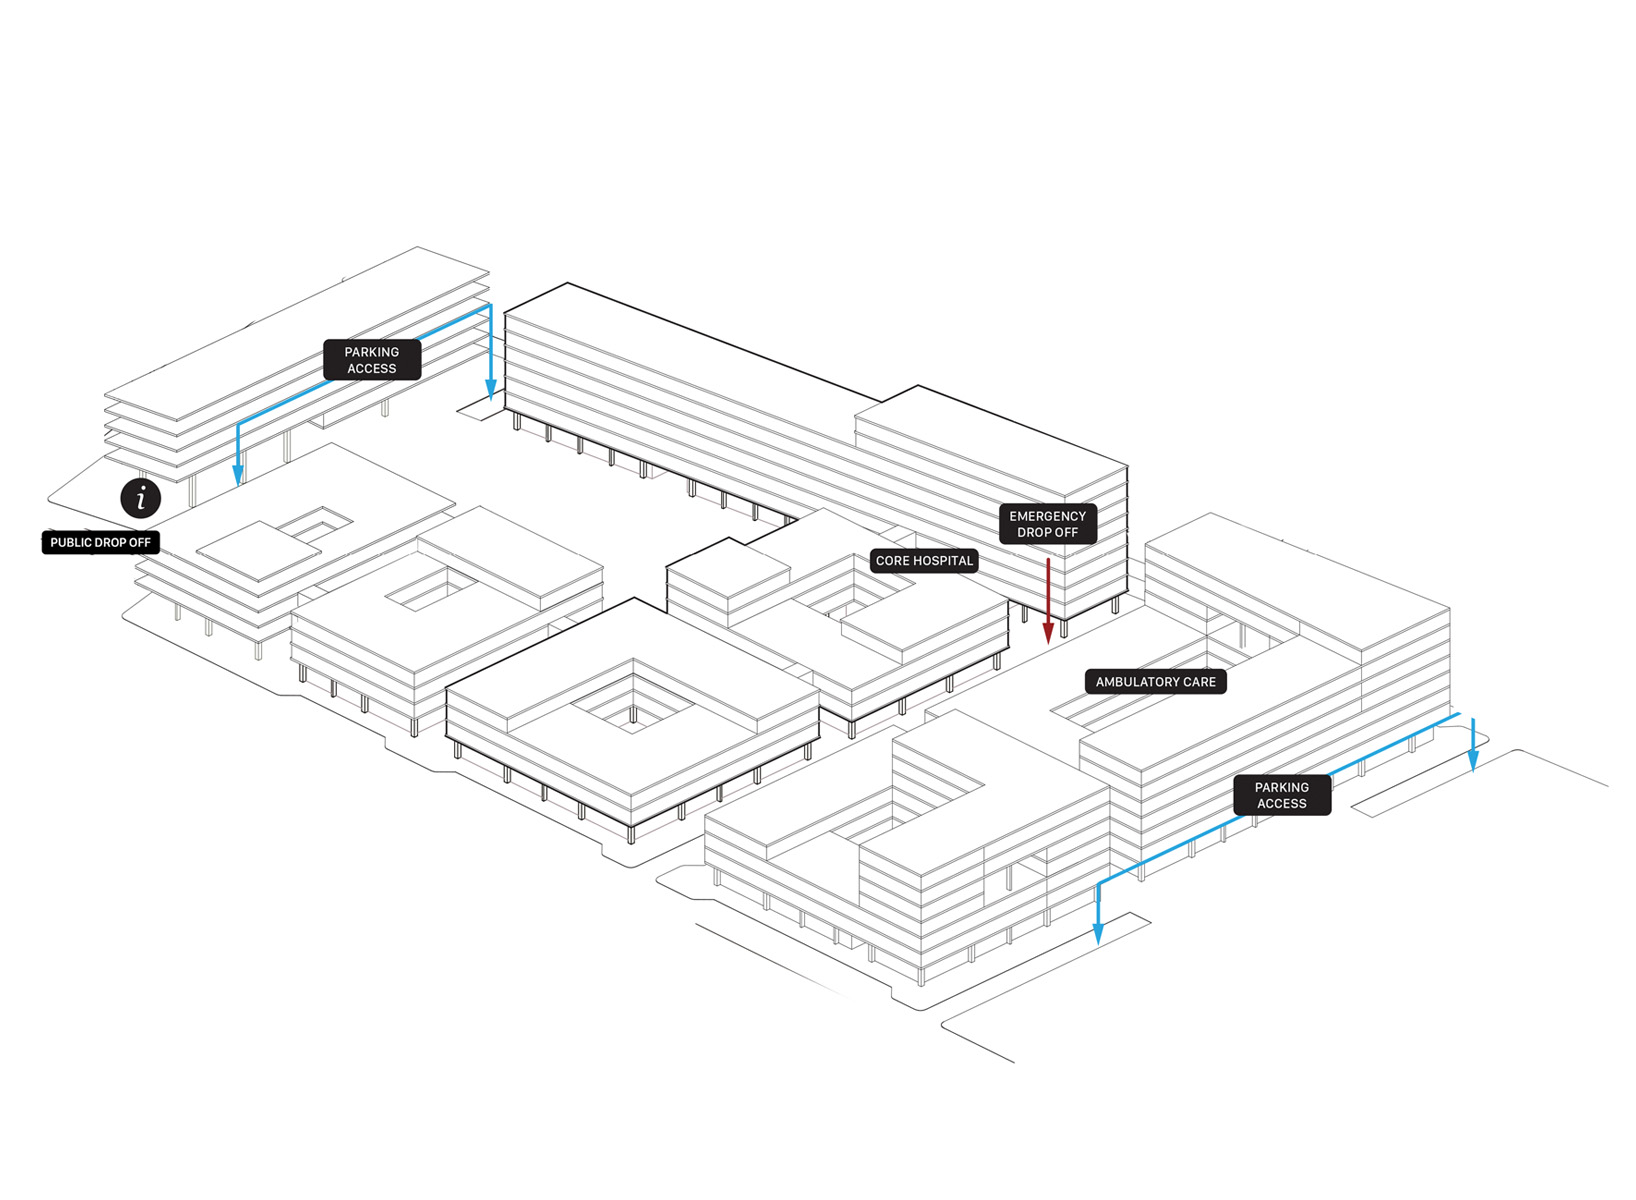 PARKING
ACCESS
i
PUBLIC DROP OFF
EMERGENCY
DROP OFF
CORE HOSPITAL
AMBULATORY CARE
PARKING
ACCESS